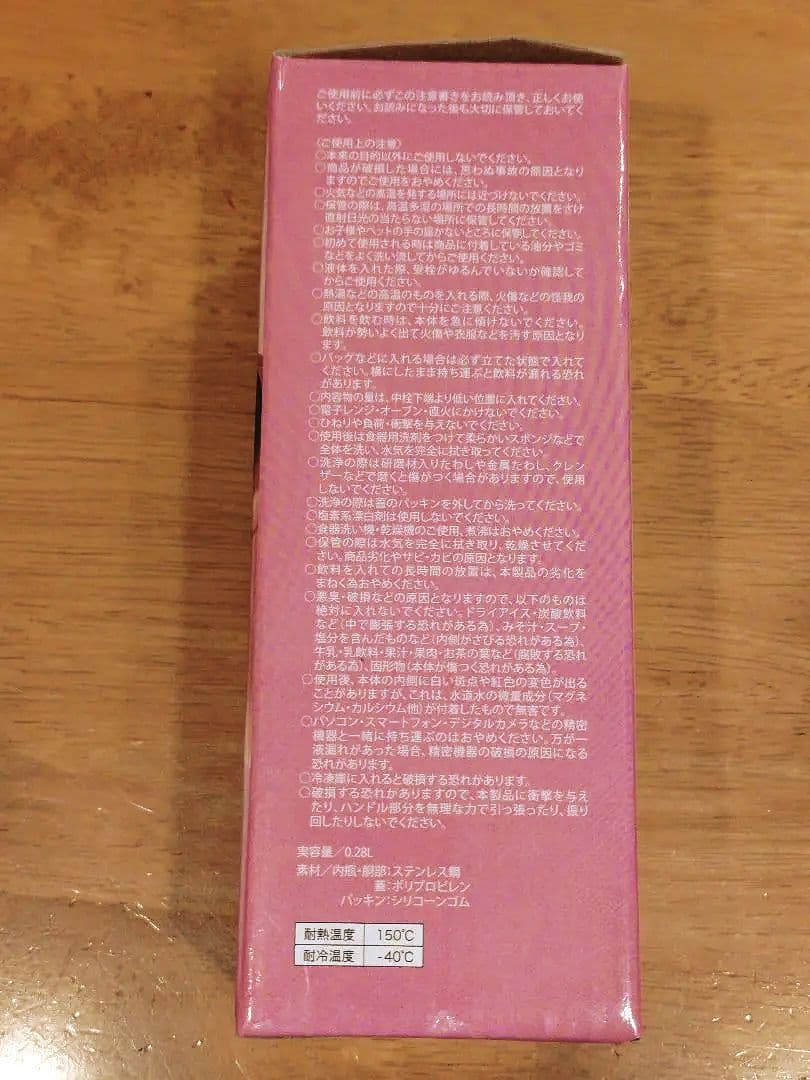 ご使用前に必ずこの注意書きをお読み頂き、正しくお使
いください。お読みになった後も大切に保管しておいてく
ださい。
〈ご使用上の注意〉
○本来の目的以外にご使用しないでください。
○商品が破損した場合には、思わぬ事故の原因となり
ますのでご使用をおやめください。
○火気などの高温を発する場所には近づけないでください。
○保管の際は、高温多湿の場所での長時間の放置をさけ
直射日光の当たらない場所に保管してください。
○お子様やペットの手の届かないところに保管してください。
○初めて使用される時は商品に付着している油分やゴミ
などをよく洗い流してからご使用ください。
○液体を入れた際、受栓がゆるんでいないか確認して
からご使用ください。
○熱湯などの高温のものを入れる際、火傷などの怪我の
原因となりますので十分にご注意ください。
○飲料を飲む時は、本体を急に傾けないでください。
飲料が勢いよく出て火傷や衣服などを汚す原因となり
ます。
○バッグなどに入れる場合は必ず立てた状態で入れて
ください。横にしたまま持ち運ぶと飲料が漏れる恐れ
があります。
○内容物の量は、中栓下端より低い位置に入れてください。
○電子レンジ・オーブン・直火にかけないでください。
○ひねりや負荷・衝撃を与えないでください。
○使用後は食器用洗剤をつけて柔らかいスポンジなどで
全体を洗い、水気を完全に拭き取ってください。
○洗浄の際は研磨材入りたわしや金属たわし、クレン
ザーなどで磨くと傷がつく場合がありますので、使用
しないでください。
○洗浄の際は蓋のパッキンを外してから洗ってください。
○塩素系漂白剤は使用しないでください。
○食器洗い機・乾燥機のご使用、煮沸はおやめください。
○保管の際は水気を完全に拭き取り、乾燥させてくだ
さい。商品劣化やサビ・カビの原因となります。
○飲料を入れての長時間の放置は、本製品の劣化を
まねく為おやめください。
○悪臭・破損などの原因となりますので、以下のものは
絶対に入れないでください。ドライアイス・炭酸飲料
など(中で膨張する恐れがある為)、みそ汁・スープ・
塩分を含んだものなど(内側がさびる恐れがある為)、
牛乳・乳飲料・果汁・果肉・お茶の葉など(腐敗する恐れ
がある為)、固形物(本体が傷つく恐れがある為)。
○使用後、本体の内側に白い斑点や紅色の変色が出る
ことがありますが、これは、水道水の微量成分(マグネ
シウム・カルシウム他)が付着したもので無害です。
○パソコン・スマートフォン・デジタルカメラなどの精密
機器と一緒に持ち運ぶのはおやめください。万が一
液漏れがあった場合、精密機器の破損の原因になる
恐れがあります。
○冷凍庫に入れると破損する恐れがあります。
○破損する恐れがありますので、本製品に衝撃を与え
たり、ハンドル部分を無理な力で引っ張ったり、振り
回したりしないでください。
実容量/0.28L
素材/内瓶・胴部:ステンレス鋼
蓋:ポリプロピレン
パッキン:シリコーンゴム
耐熱温度 150℃
耐冷温度 -40℃